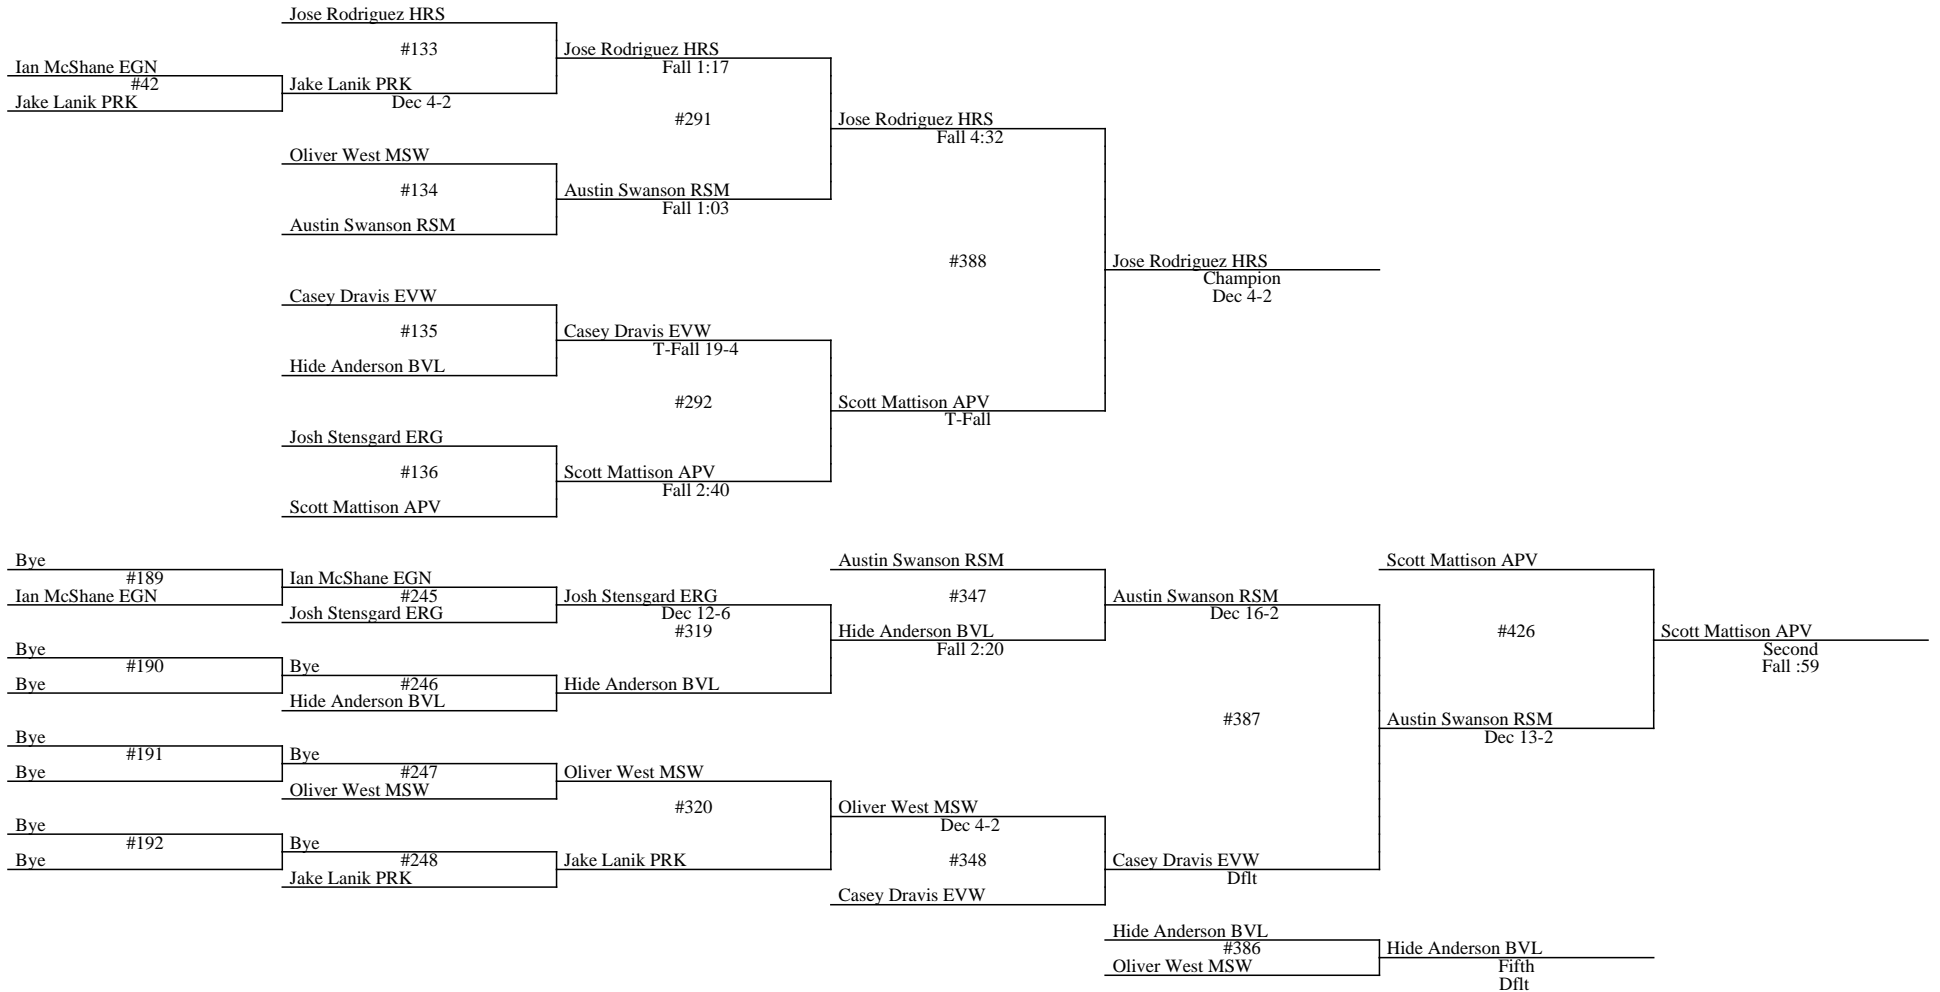 Jose Rodriguez HRS
#133
Jose Rodriguez HRS
Fall 1:17
Ian McShane EGN
#42
Jake Lanik PRK
Jake Lanik PRK
Dec 4-2
#291
Jose Rodriguez HRS
Fall 4:32
Oliver West MSW
#134
Austin Swanson RSM
Fall 1:03
Austin Swanson RSM
#388
Jose Rodriguez HRS
Champion
Dec 4-2
Casey Dravis EVW
#135
Casey Dravis EVW
T-Fall 19-4
Hide Anderson BVL
#292
Scott Mattison APV
T-Fall
Josh Stensgard ERG
#136
Scott Mattison APV
Fall 2:40
Scott Mattison APV
Bye
#189
Ian McShane EGN
Ian McShane EGN
#245
Josh Stensgard ERG
Josh Stensgard ERG
Dec 12-6
#319
Austin Swanson RSM
#347
Hide Anderson BVL
Fall 2:20
Austin Swanson RSM
Dec 16-2
Scott Mattison APV
#426
Scott Mattison APV
Second
Fall :59
Bye
#190
Bye
Bye
#246
Hide Anderson BVL
Hide Anderson BVL
#387
Austin Swanson RSM
Dec 13-2
Bye
#191
Bye
Bye
#247
Oliver West MSW
Oliver West MSW
#320
Oliver West MSW
Dec 4-2
Bye
#192
Bye
Bye
#248
Jake Lanik PRK
Jake Lanik PRK
#348
Casey Dravis EVW
Dflt
Casey Dravis EVW
Hide Anderson BVL
#386
Oliver West MSW
Hide Anderson BVL
Fifth
Dflt